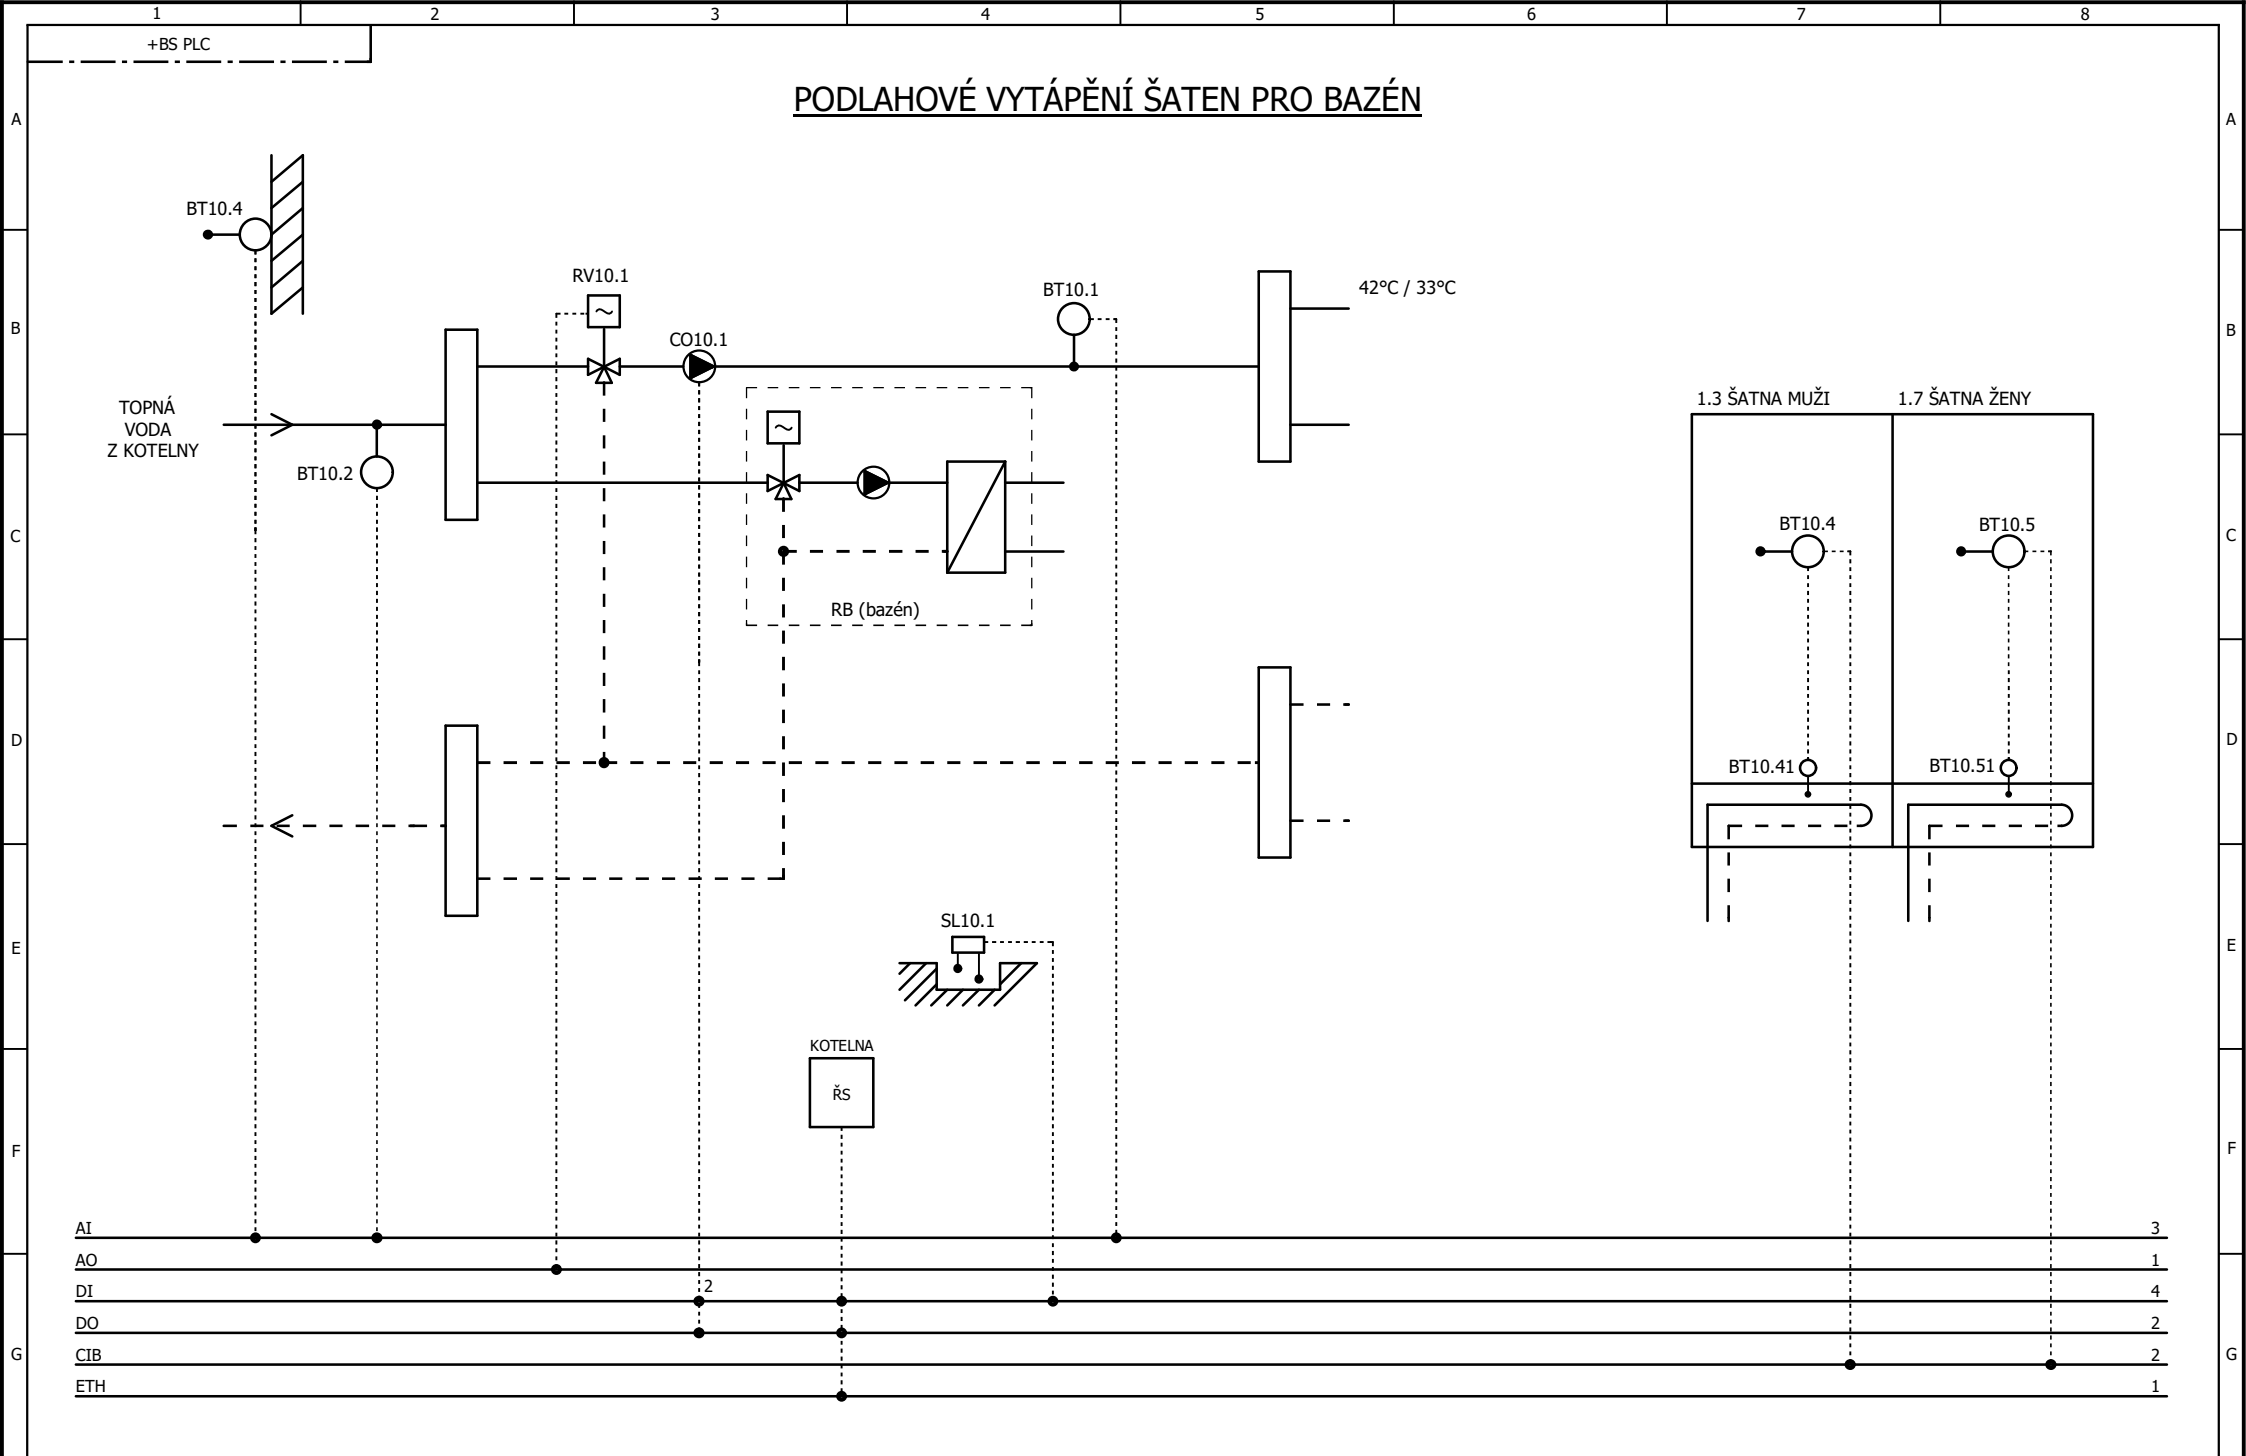 1 2 3 4 5 6 7 8
+BS PLC
PODLAHOVÉ VYTÁPĚNÍ ŠATEN PRO BAZÉN
A A
BT10.4
RV10.1
BT10.1
42°C / 33°C
B B
CO10.1
1.3 ŠATNA MUŽI 1.7 ŠATNA ŽENY
TOPNÁ
VODA
Z KOTELNY
BT10.2
~
~
BT10.4 BT10.5
C C
RB (bazén)
D D
BT10.41 BT10.51
SL10.1
E E
KOTELNA
ŘS
F F
AI 3
AO 1
DI 2 4
DO 2
G CIB 2 G
ETH 1